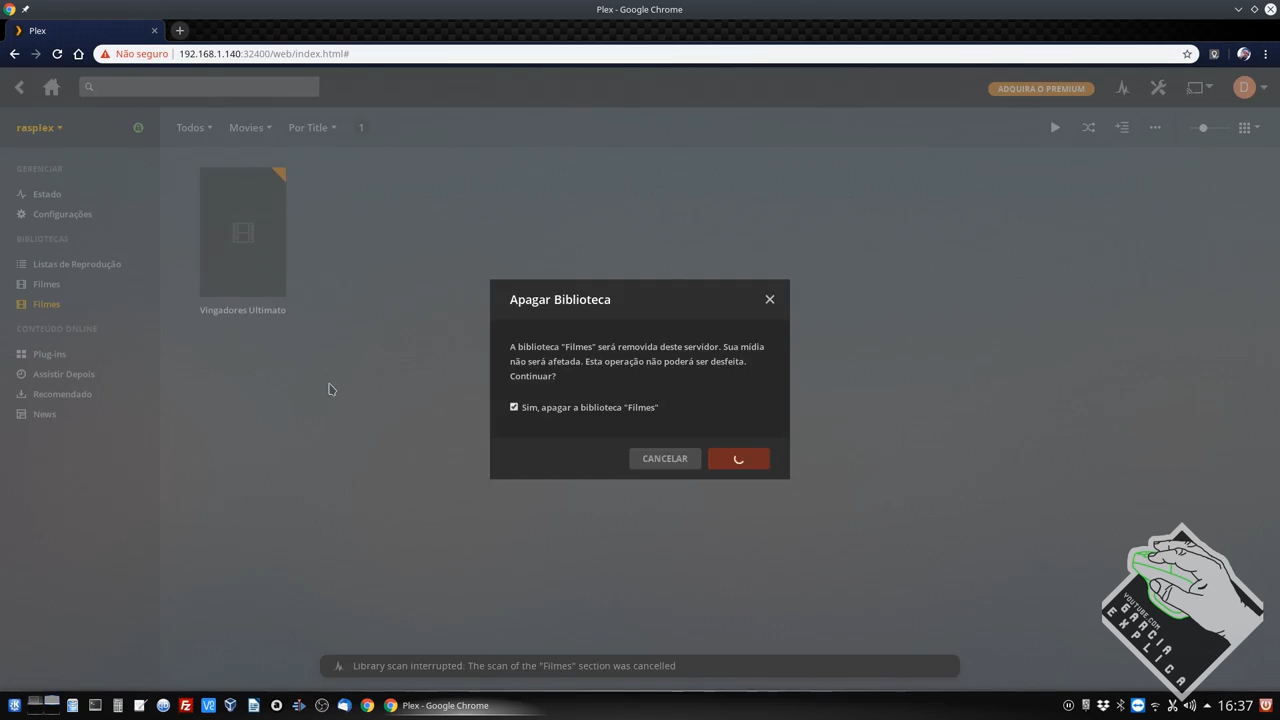 Plex - Google Chrome
Plex
Não seguro
192.168.1.140:32400/web/index.html#
ADQUIRA O PREMIUM
D
rasplex
Todos
Movies
Por Title
1
GERENCIAR
Estado
Configurações
BIBLIOTECAS
Listas de Reprodução
Filmes
Filmes
CONTEÚDO ONLINE
Plug-ins
Assistir Depois
Recomendado
News
Vingadores Ultimato
Apagar Biblioteca
A biblioteca "Filmes" será removida deste servidor. Sua mídia
não será afetada. Esta operação não poderá ser desfeita.
Continuar?
Sim, apagar a biblioteca "Filmes"
CANCELAR
Library scan interrupted: The scan of the "Filmes" section was cancelled
YOUTUBE.COM
GARCIA
EXPLICA
Plex - Google Chrome
16:37